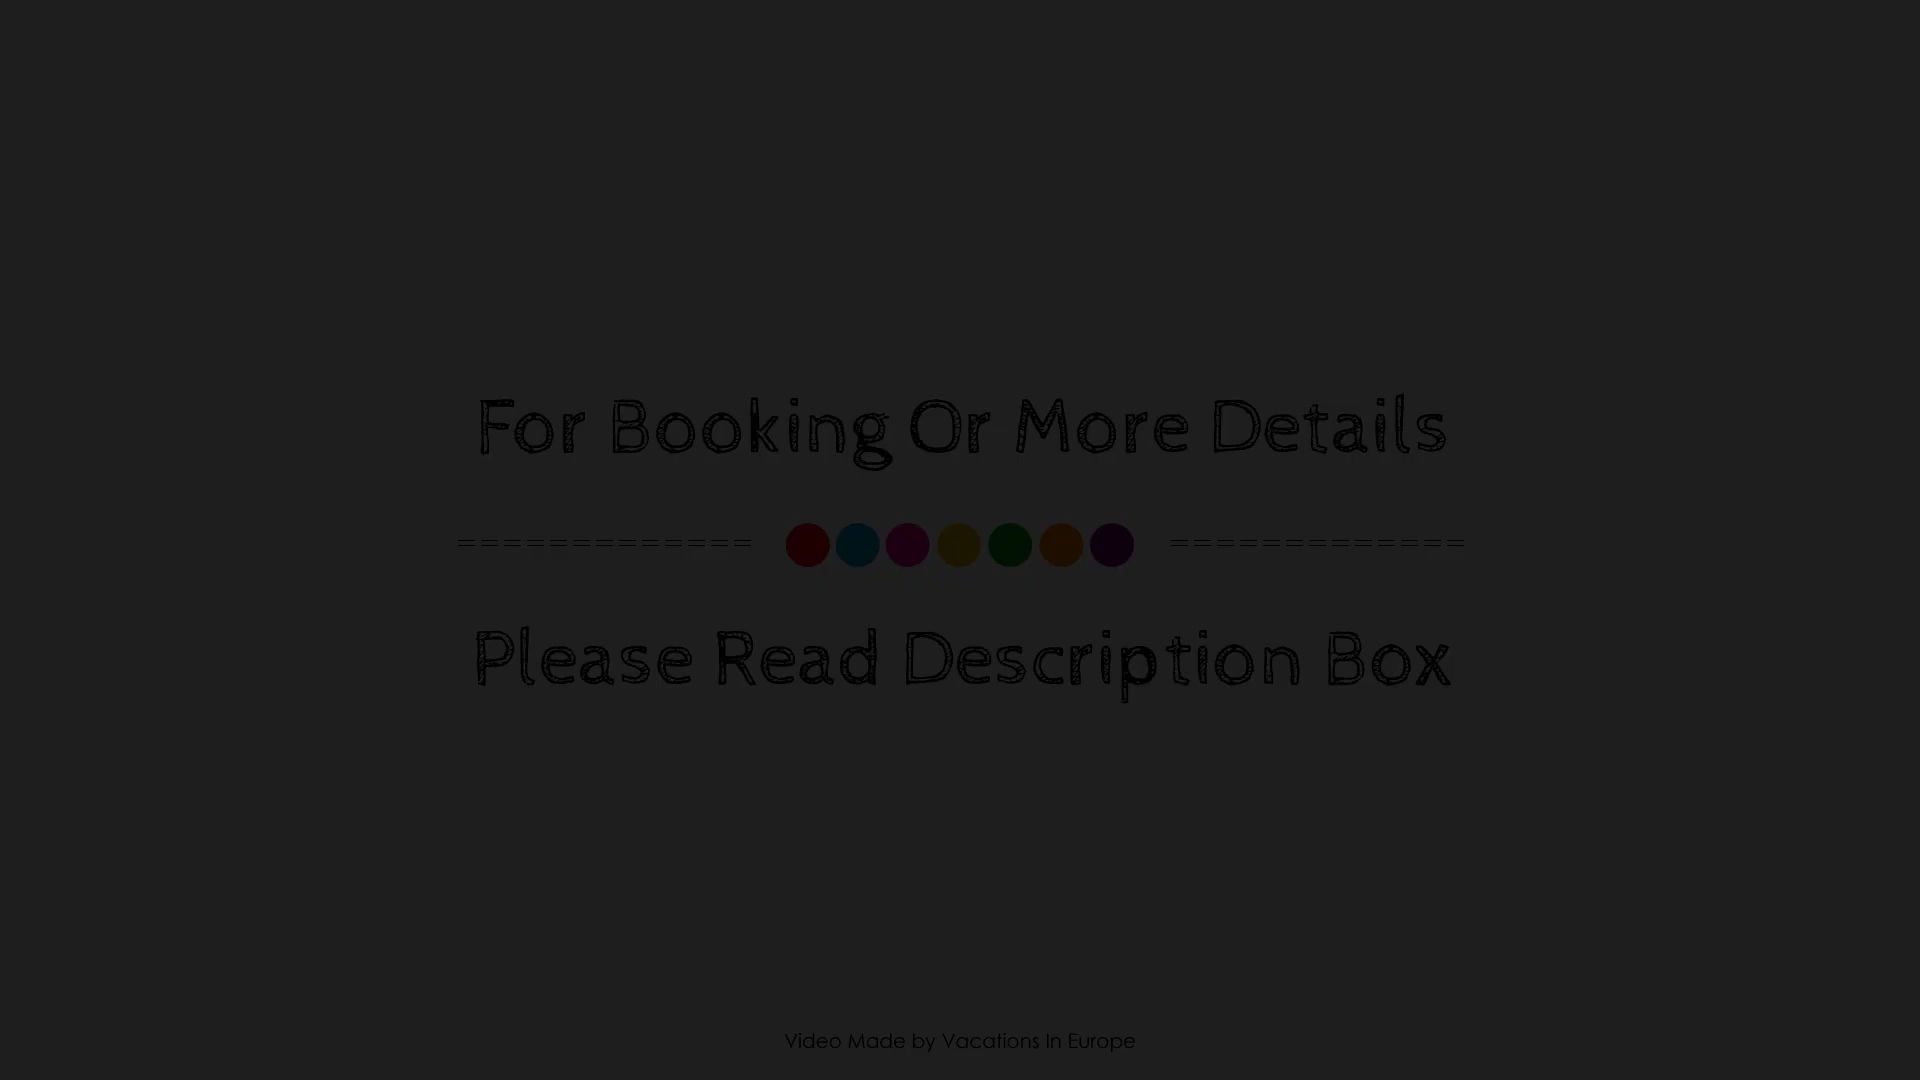 For Booking Or More Details
============= =============
Please Read Description Box
Video Made by Vacations In Europe